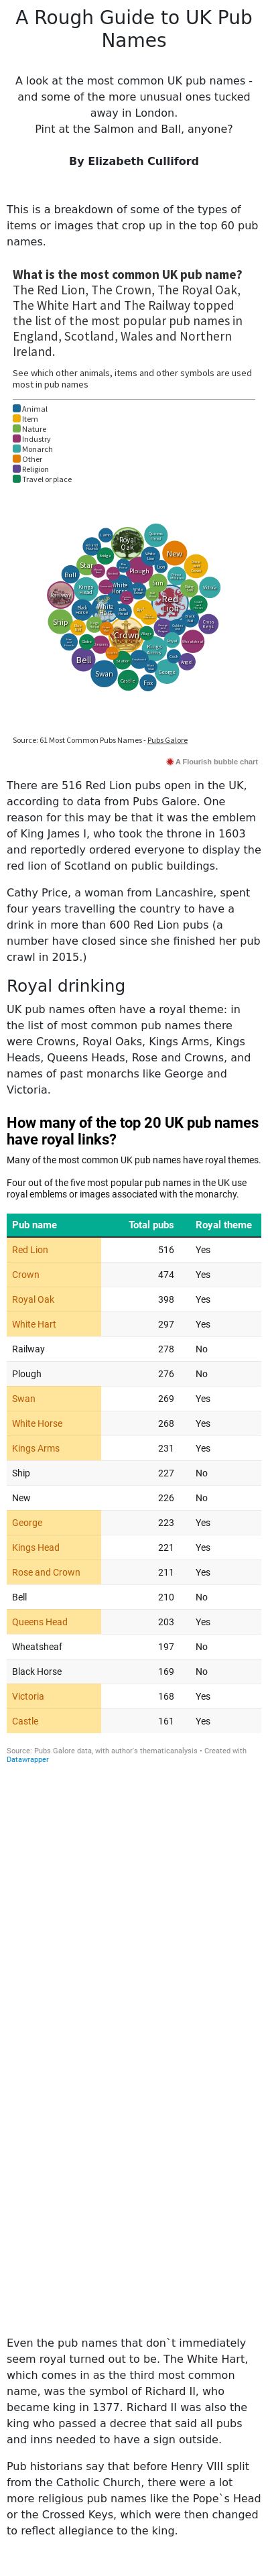 A Rough Guide to UK Pub
Names
A look at the most common UK pub names -
and some of the more unusual ones tucked
away in London.
Pint at the Salmon and Ball, anyone?
By Elizabeth Culliford
This is a breakdown of some of the types of
items or images that crop up in the top 60 pub
names.
What is the most common UK pub name?
The Red Lion, The Crown, The Royal Oak,
The White Hart and The Railway topped
the list of the most popular pub names in
England, Scotland, Wales and Northern
Ireland.
See which other animals, items and other symbols are used
most in pub names
Animal
Item
Nature
Industry
Monarch
Other
Religion
Travel or place
Royal
Oak
New
Star
Plough
Lion
Bull
Sun
White
Horse
Kings
Head
Red
Lion
Victoria
Black
Horse
White
Hart
Ship
Crown
Cross
Keys
Wheatsheaf
Kings
Arms
Bell
Angel
Swan
George
Castle
Fox
Source: 61 Most Common Pubs Names - Pubs Galore
A Flourish bubble chart
There are 516 Red Lion pubs open in the UK,
according to data from Pubs Galore. One
reason for this may be that it was the emblem
of King James I, who took the throne in 1603
and reportedly ordered everyone to display the
red lion of Scotland on public buildings.
Cathy Price, a woman from Lancashire, spent
four years travelling the country to have a
drink in more than 600 Red Lion pubs (a
number have closed since she finished her pub
crawl in 2015.)
Royal drinking
UK pub names often have a royal theme: in
the list of most common pub names there
were Crowns, Royal Oaks, Kings Arms, Kings
Heads, Queens Heads, Rose and Crowns, and
names of past monarchs like George and
Victoria.
How many of the top 20 UK pub names
have royal links?
Many of the most common UK pub names have royal themes.
Four out of the five most popular pub names in the UK use
royal emblems or images associated with the monarchy.
Pub name Total pubs Royal theme
Red Lion 516 Yes
Crown 474 Yes
Royal Oak 398 Yes
White Hart 297 Yes
Railway 278 No
Plough 276 No
Swan 269 Yes
White Horse 268 Yes
Kings Arms 231 Yes
Ship 227 No
New 226 No
George 223 Yes
Kings Head 221 Yes
Rose and Crown 211 Yes
Bell 210 No
Queens Head 203 Yes
Wheatsheaf 197 No
Black Horse 169 No
Victoria 168 Yes
Castle 161 Yes
Source: Pubs Galore data, with author's thematicanalysis • Created with
Datawrapper
Even the pub names that don`t immediately
seem royal turned out to be. The White Hart,
which comes in as the third most common
name, was the symbol of Richard II, who
became king in 1377. Richard II was also the
king who passed a decree that said all pubs
and inns needed to have a sign outside.
Pub historians say that before Henry VIII split
from the Catholic Church, there were a lot
more religious pub names like the Pope`s Head
or the Crossed Keys, which were then changed
to reflect allegiance to the king.